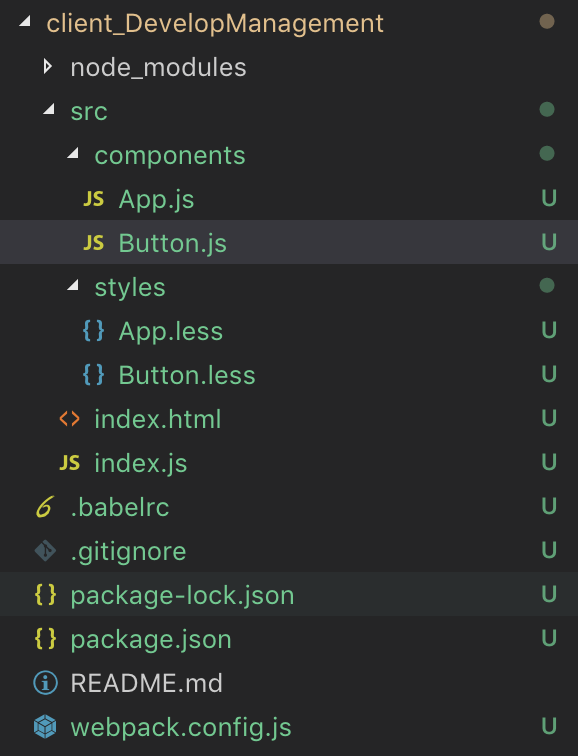 client_DevelopManagement
node_modules
src
components
JS App.js U
JS Button.js U
styles
{} App.less U
{} Button.less U
<> index.html U
JS index.js U
.babelrc U
.gitignore U
{} package-lock.json U
{} package.json U
README.md
webpack.config.js U